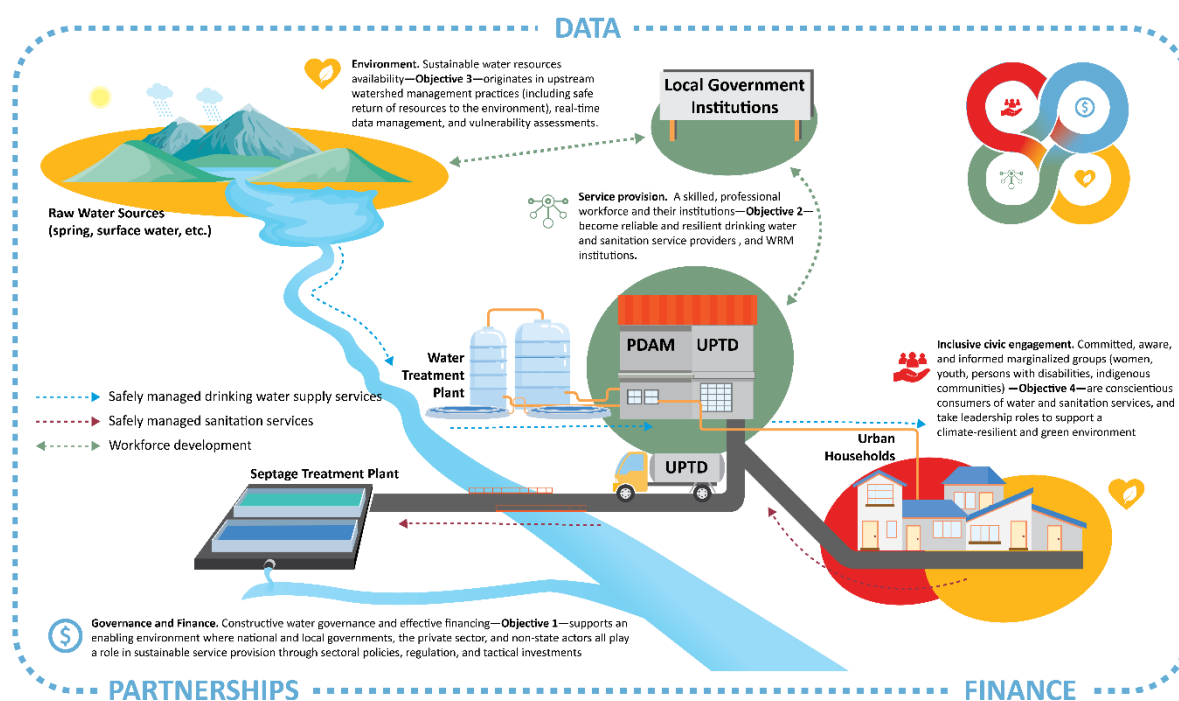 DATA
Environment. Sustainable water resources
availability—Objective 3—originates in upstream
watershed management practices (including safe
return of resources to the environment), real-time
data management, and vulnerability assessments.
Local Government
Institutions
Raw Water Sources
(spring, surface water, etc.)
Service provision. A skilled, professional
workforce and their institutions—Objective 2—
become reliable and resilient drinking water
and sanitation service providers , and WRM
institutions.
PDAM
UPTD
Water
Treatment
Plant
Inclusive civic engagement. Committed, aware,
and informed marginalized groups (women,
youth, persons with disabilities, indigenous
communities) —Objective 4—are conscientious
consumers of water and sanitation services, and
take leadership roles to support a
climate-resilient and green environment
Safely managed drinking water supply services
Safely managed sanitation services
Workforce development
Urban
Households
Septage Treatment Plant
UPTD
$
Governance and Finance. Constructive water governance and effective financing—Objective 1—supports an
enabling environment where national and local governments, the private sector, and non-state actors all play
a role in sustainable service provision through sectoral policies, regulation, and tactical investments
$
PARTNERSHIPS
FINANCE